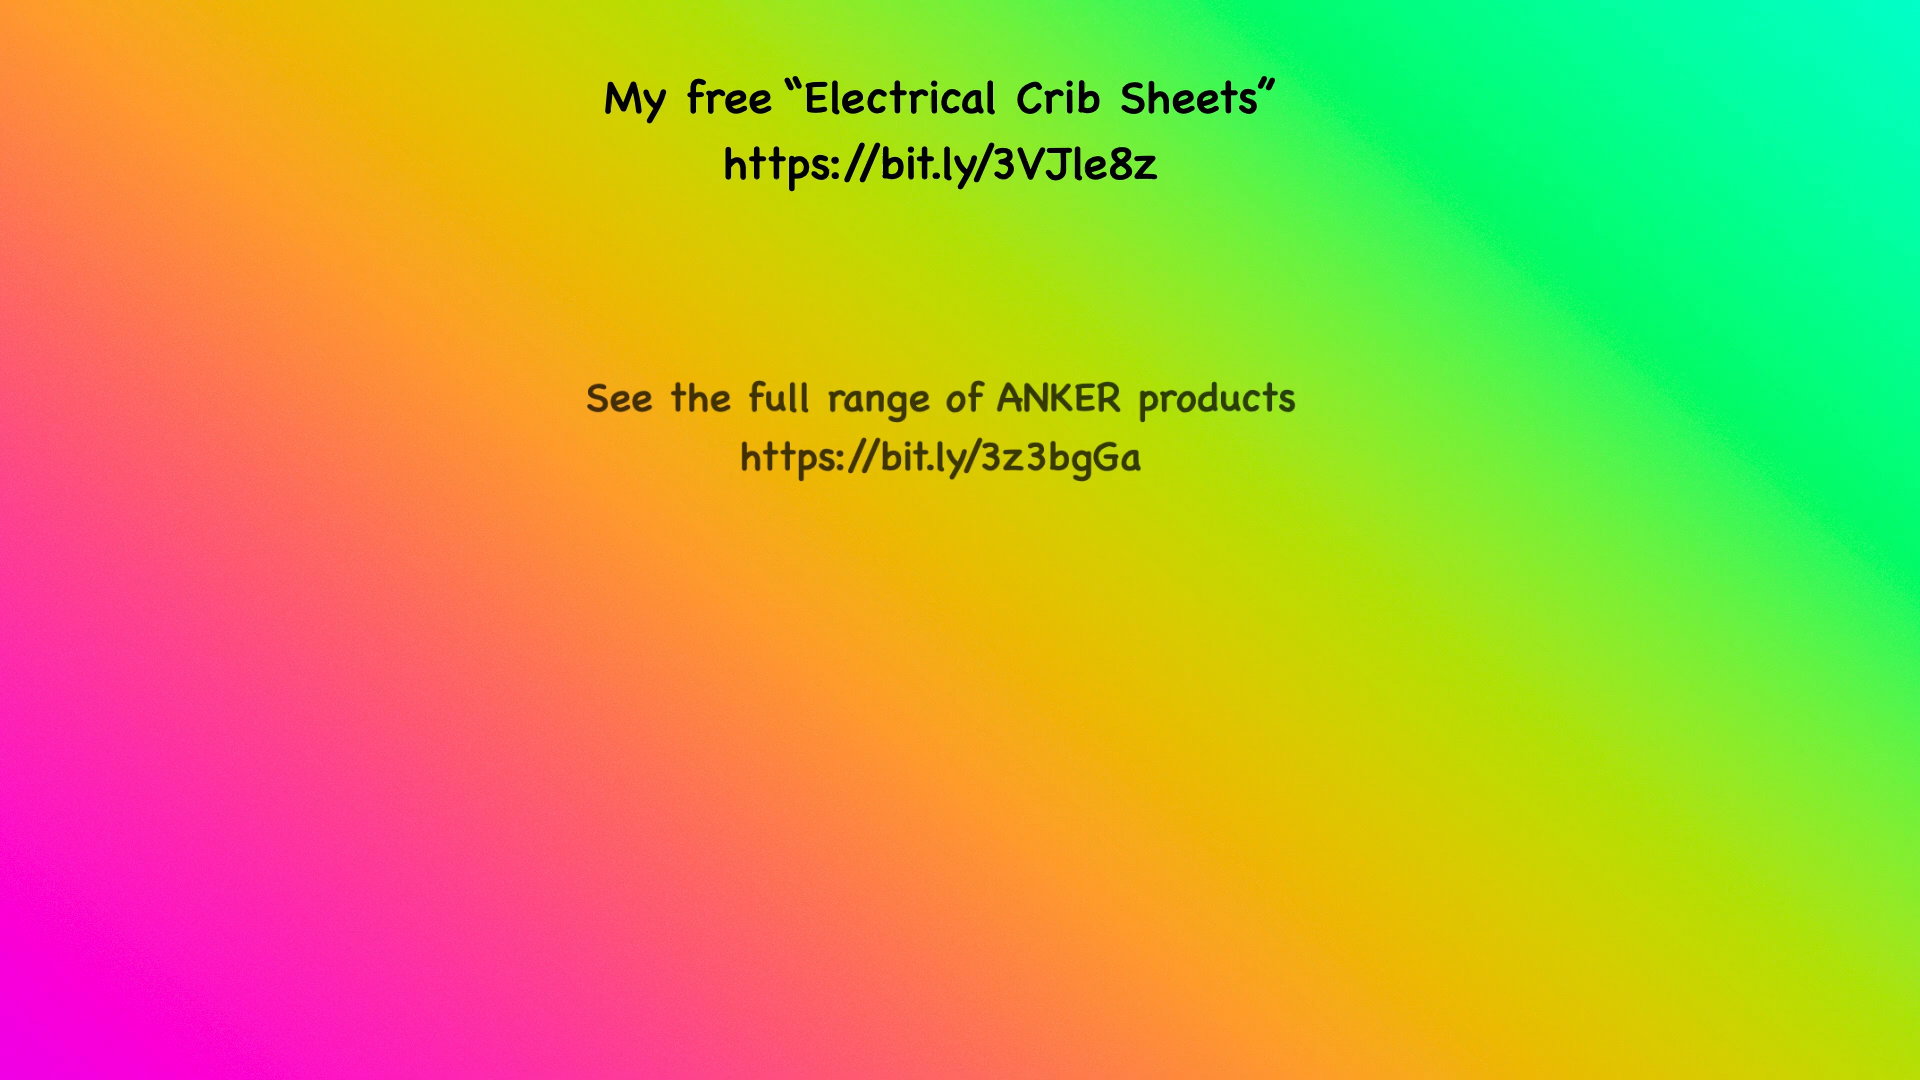 My free “Electrical Crib Sheets”
https://bit.ly/3VJle8z
See the full range of ANKER products
https://bit.ly/3z3bgGa